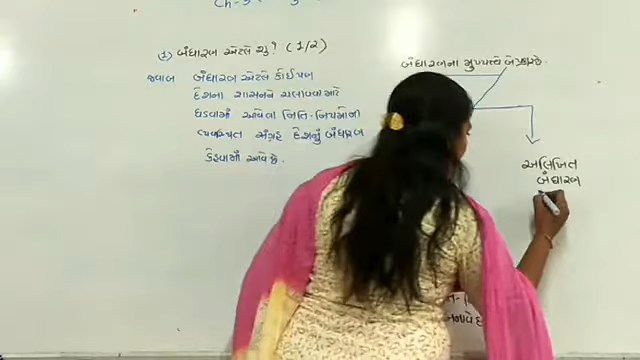 Ch-
① બંધારણ એટલે શું? (1/2)
જવાબ બંધારણ એટલે કોઈપણ
દેશના શાસનને ચલાવવા માટે
ઘડવામાં આવેલા નિતિ-નિયમોનો
વ્યવસ્થિત સંગ્રહ દેશનું બંધારણ
કહેવામાં આવે છે.
બંધારણના મુખ્યત્વે બે પ્રકાર છે.
અલિખિત
બંધારણ